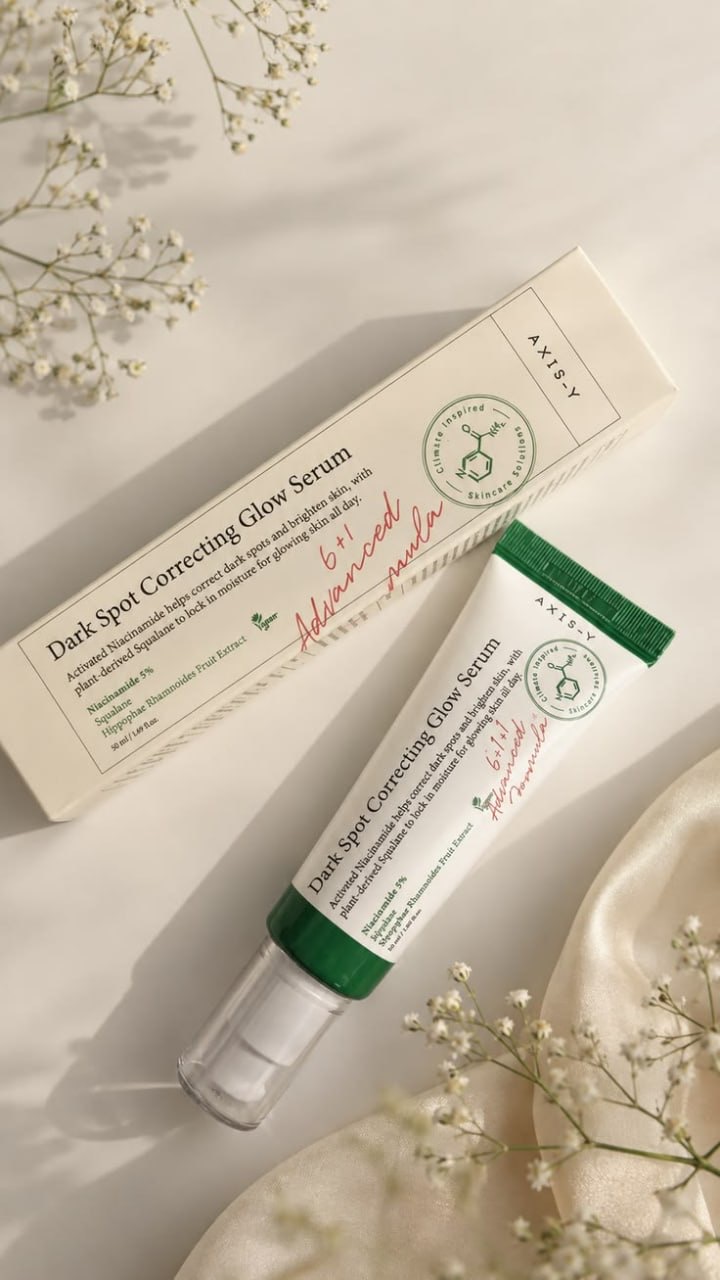 AXIS-Y
Climate Inspired
Skincare Solutions
Dark Spot Correcting Glow Serum
Activated Niacinamide helps correct dark spots and brighten skin, with
plant-derived Squalane to lock in moisture for glowing skin all day.
6+1
Advanced
mula
Vegan
Niacinamide 5%
Squalane
Hippophae Rhamnoides Fruit Extract
50 ml / 1.69 fl.oz.
AXIS-Y
Climate Inspired
Skincare Solutions
Dark Spot Correcting Glow Serum
Activated Niacinamide helps correct dark spots and brighten skin, with
plant-derived Squalane to lock in moisture for glowing skin all day.
6+1+1
Advanced
formula
Niacinamide 5%
Rhamnoides Fruit Extract